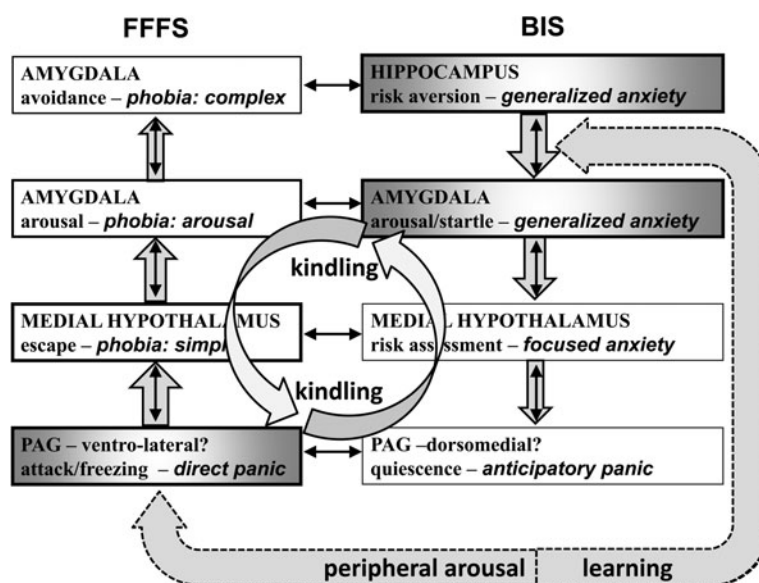 FFFS
BIS
AMYGDALA
avoidance – phobia: complex
HIPPOCAMPUS
risk aversion – generalized anxiety
AMYGDALA
arousal – phobia: arousal
AMYGDALA
arousal/startle – generalized anxiety
kindling
MEDIAL HYPOTHALAMUS
escape – phobia: simpl
MEDIAL HYPOTHALAMUS
risk assessment – focused anxiety
kindling
PAG – ventro-lateral?
attack/freezing – direct panic
PAG –dorsomedial?
quiescence – anticipatory panic
peripheral arousal
learning